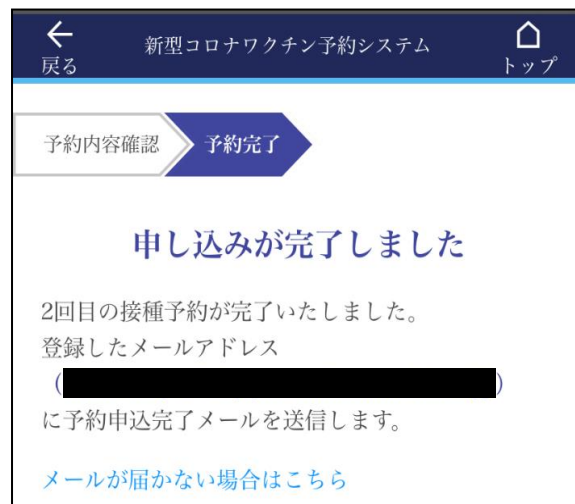 戻る
新型コロナワクチン予約システム
トップ
予約内容確認
予約完了
申し込みが完了しました
2回目の接種予約が完了いたしました。
登録したメールアドレス
（ ）
に予約申込完了メールを送信します。
メールが届かない場合はこちら